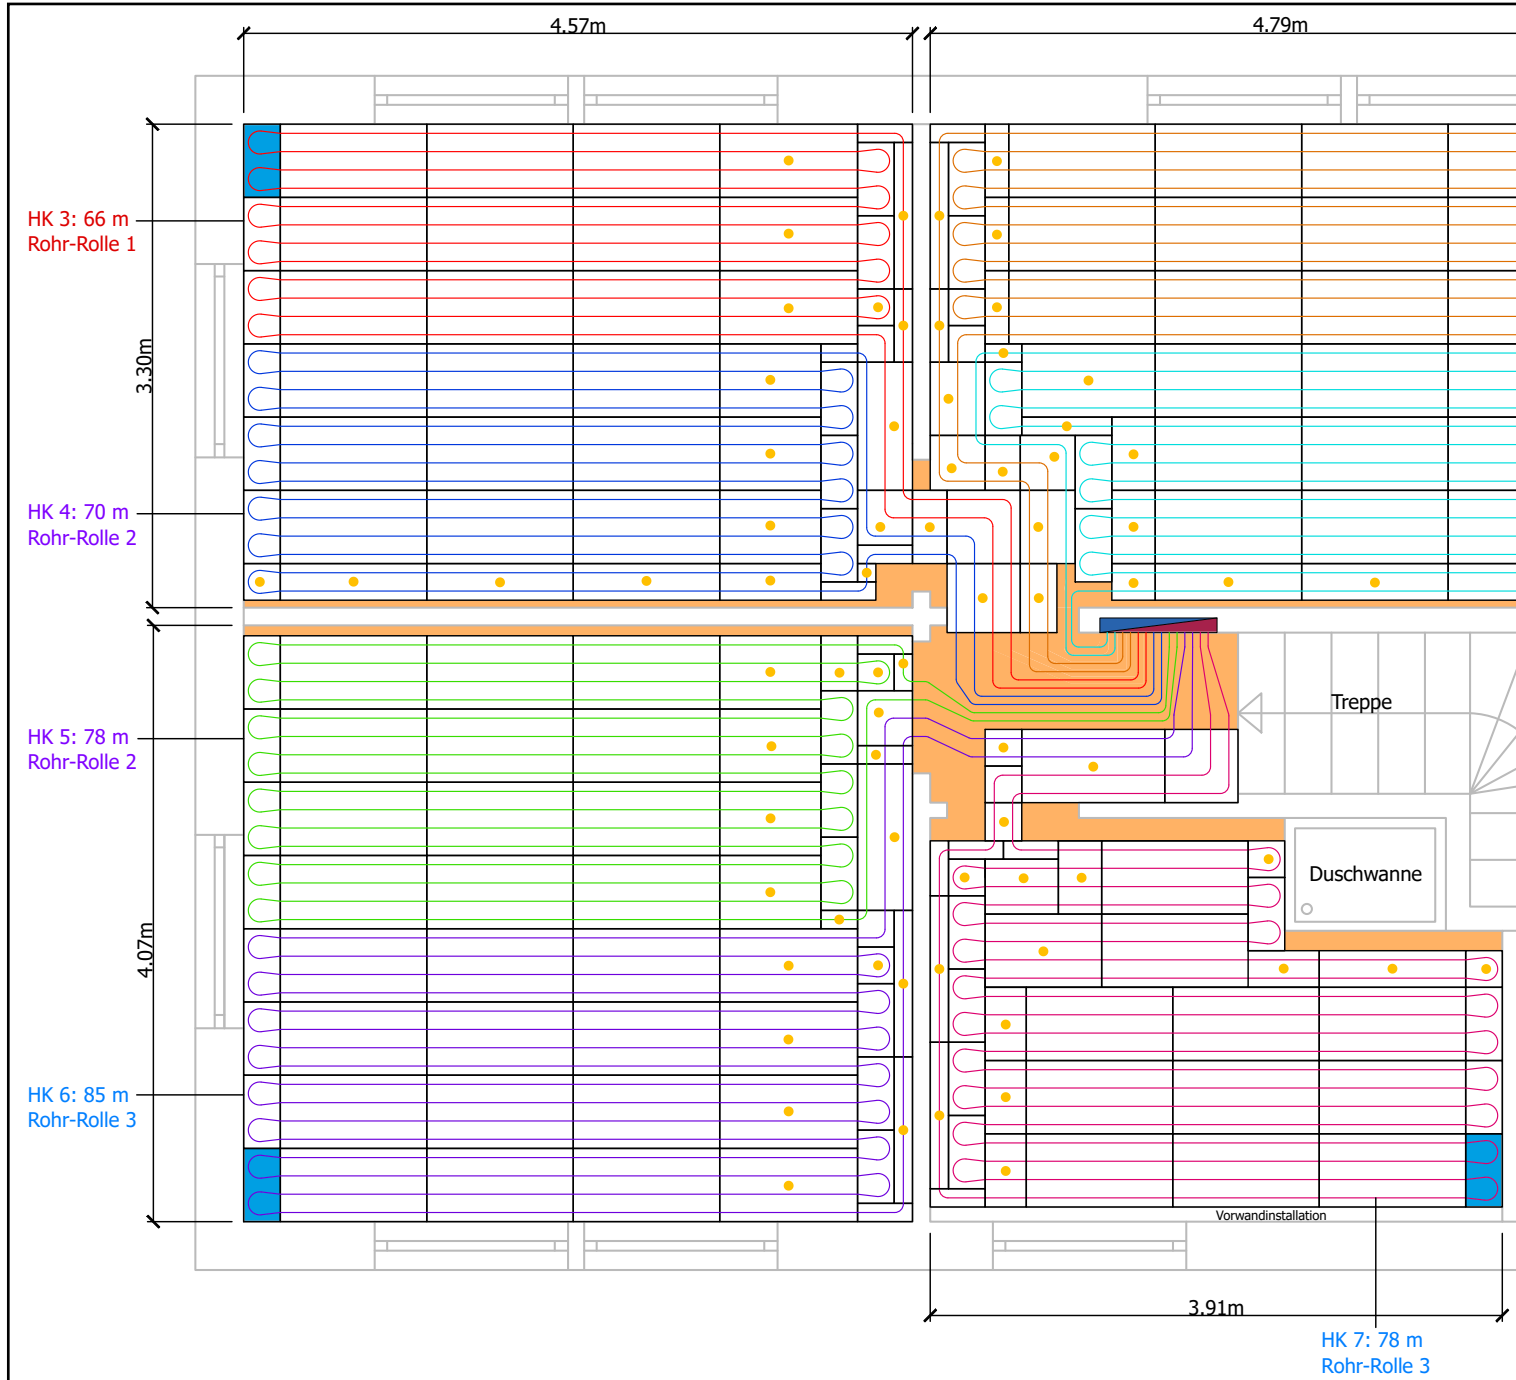 4.57m
4.79m
HK 3: 66 m
Rohr-Rolle 1
3.30m
HK 4: 70 m
Rohr-Rolle 2
HK 5: 78 m
Rohr-Rolle 2
Treppe
Duschwanne
4.07m
HK 6: 85 m
Rohr-Rolle 3
Vorwandinstallation
3.91m
HK 7: 78 m
Rohr-Rolle 3